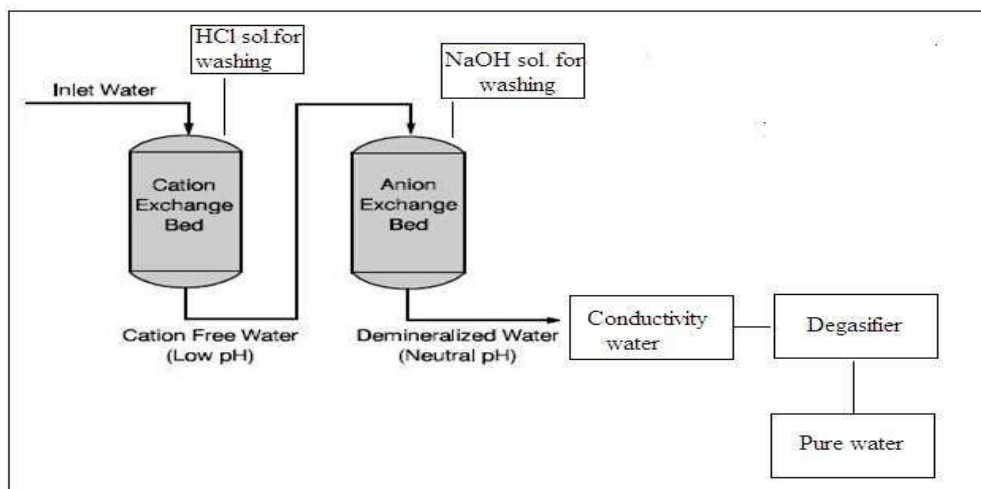 HCl sol.for
washing
NaOH sol. for
washing
Inlet Water
Cation
Exchange
Bed
Anion
Exchange
Bed
Cation Free Water
(Low pH)
Demineralized Water
(Neutral pH)
Conductivity
water
Degasifier
Pure water